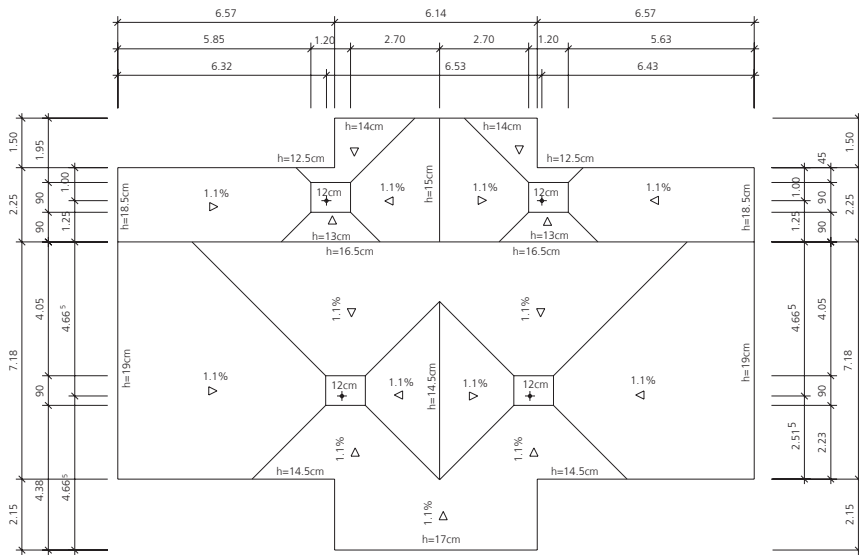 6.57 6.14 6.57
5.85 1.20 2.70 2.70 1.20 5.63
6.32 6.53 6.43
1.50
1.95
1.00
2.25
90
90
1.25
7.18
4.05
4.66⁵
90
4.38
4.66⁵
2.15
h=14cm h=14cm
h=12.5cm h=12.5cm
h=18.5cm
1.1%
12cm
1.1%
h=15cm
1.1%
12cm
1.1%
h=18.5cm
h=13cm h=13cm
h=16.5cm h=16.5cm
1.1% 1.1%
h=19cm
1.1%
12cm
1.1%
h=14.5cm
1.1%
12cm
1.1%
h=19cm
1.1% 1.1%
h=14.5cm h=14.5cm
1.1%
h=17cm
1.50
45
1.00
90
2.25
90
1.25
4.66⁵
4.05
7.18
90
2.51⁵
2.23
2.15